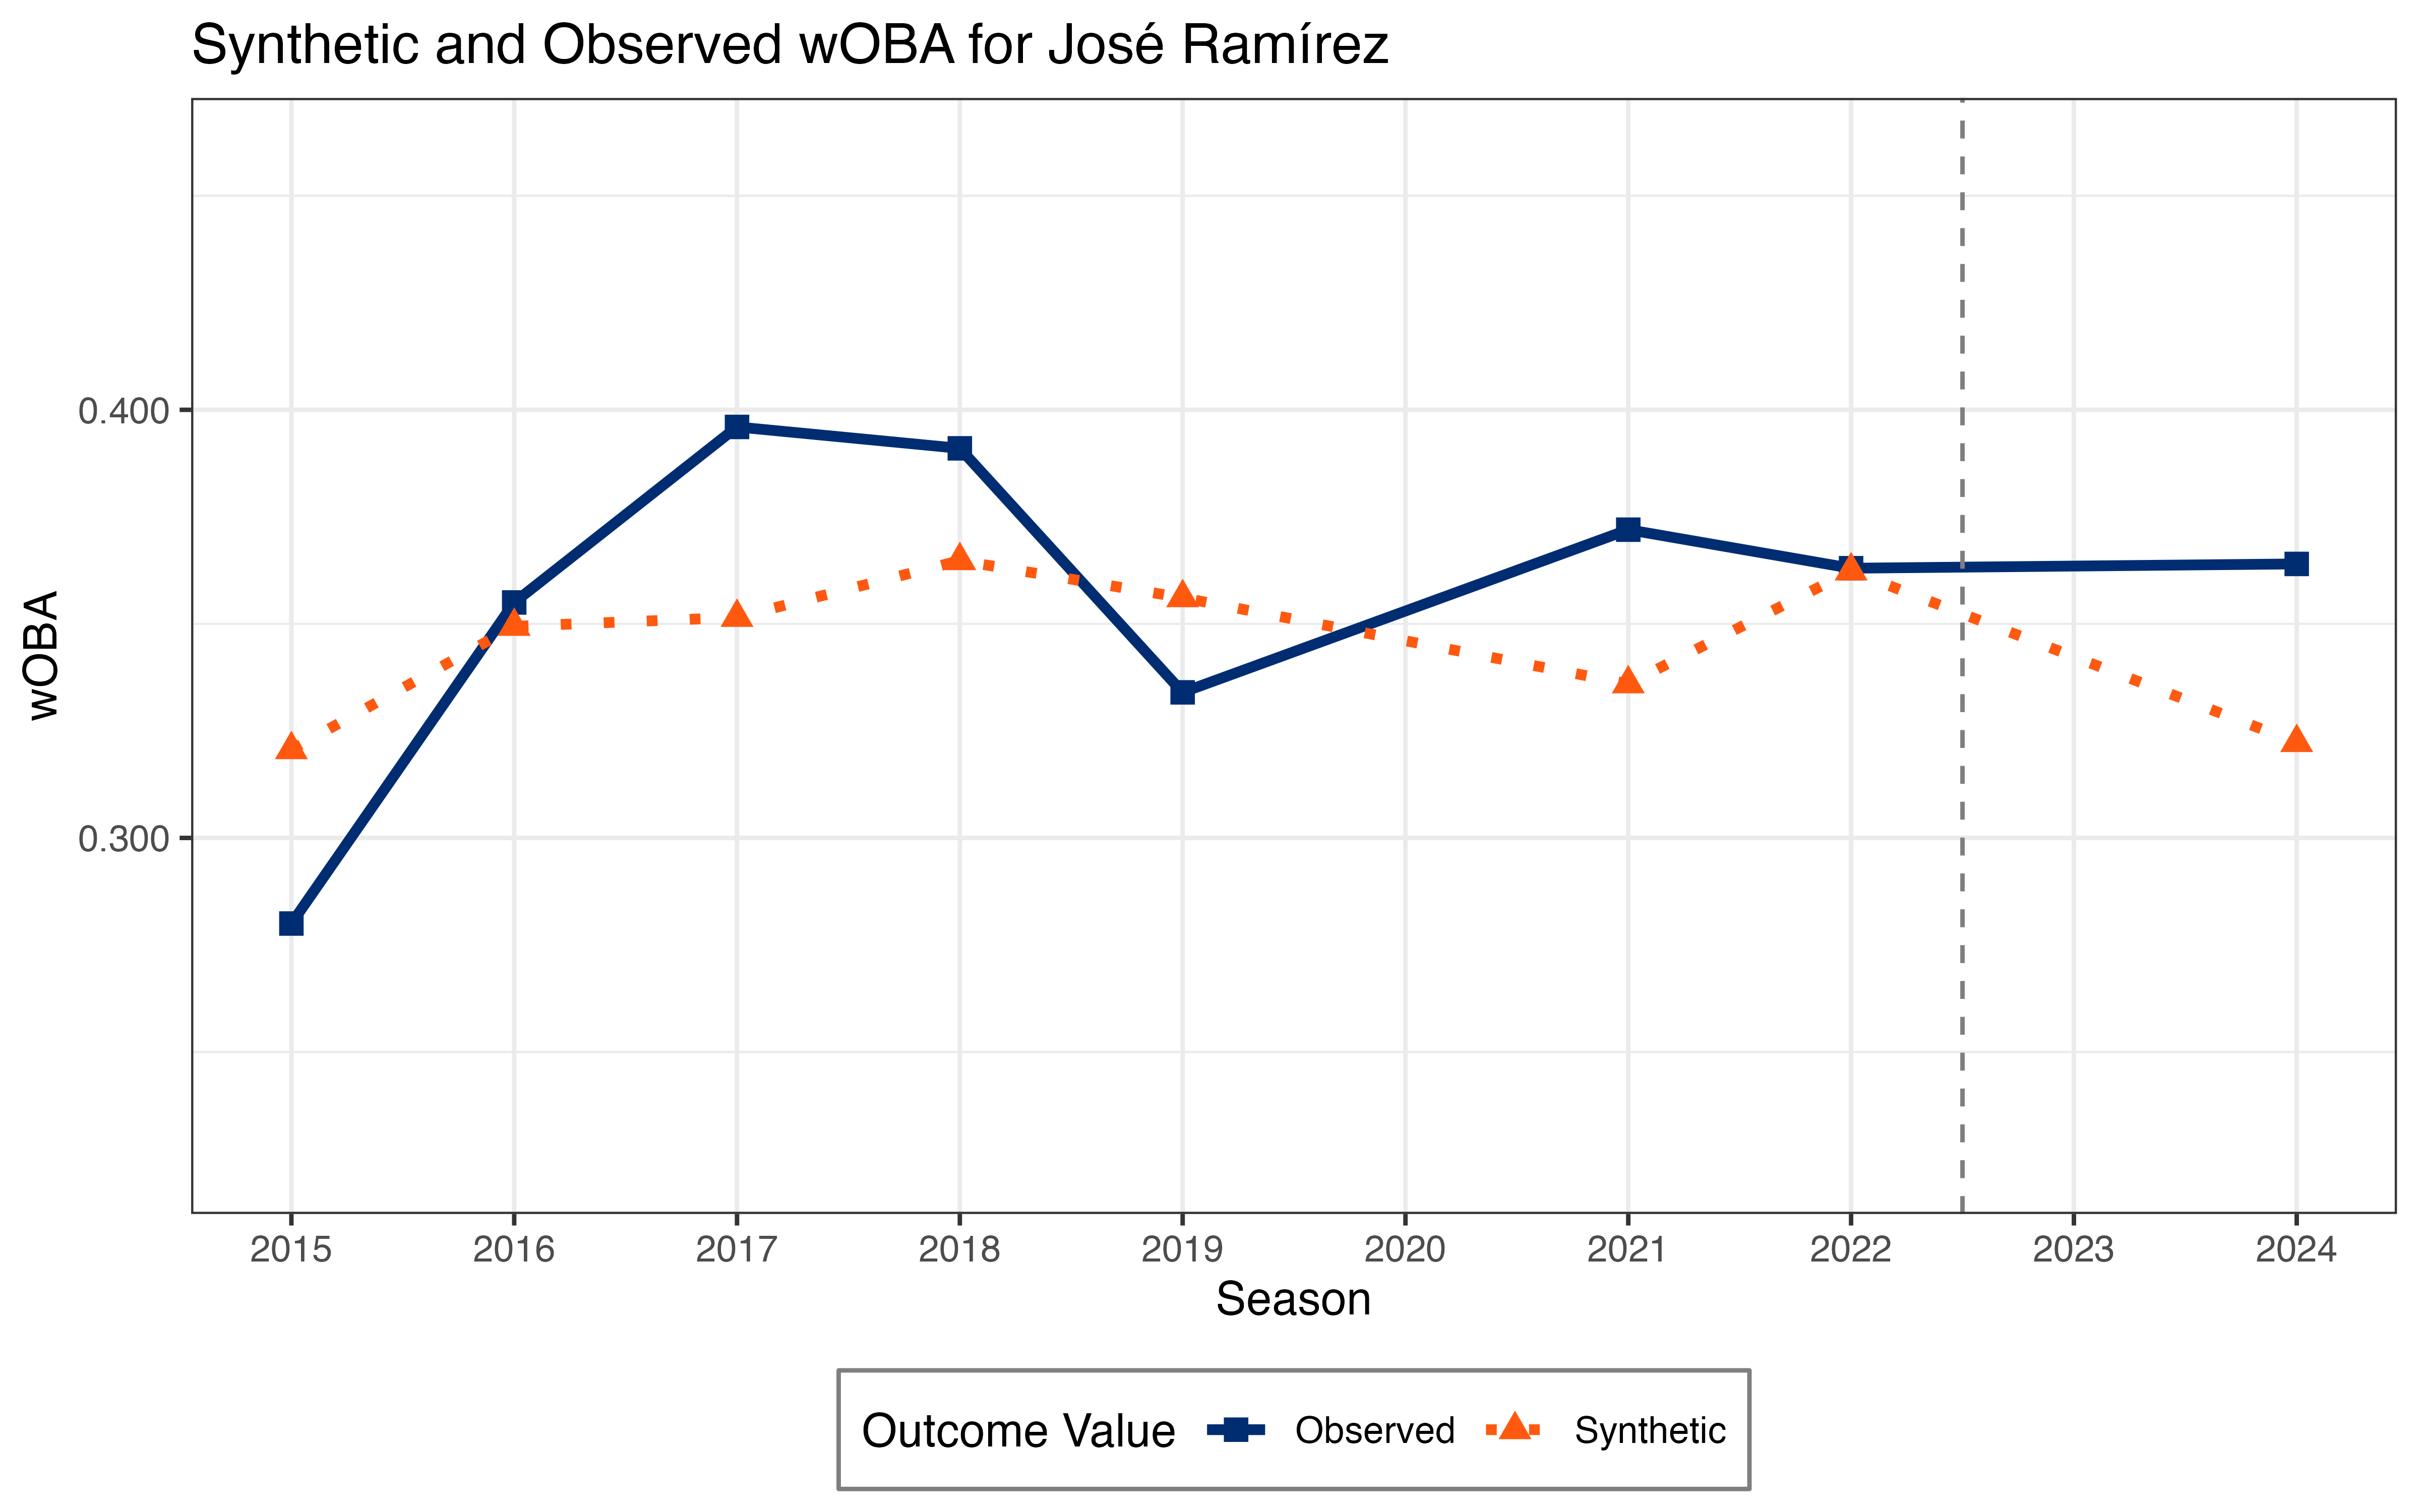 Synthetic and Observed wOBA for José Ramírez
wOBA
0.400
0.300
2015 2016 2017 2018 2019 2020 2021 2022 2023 2024
Season
Outcome Value Observed Synthetic